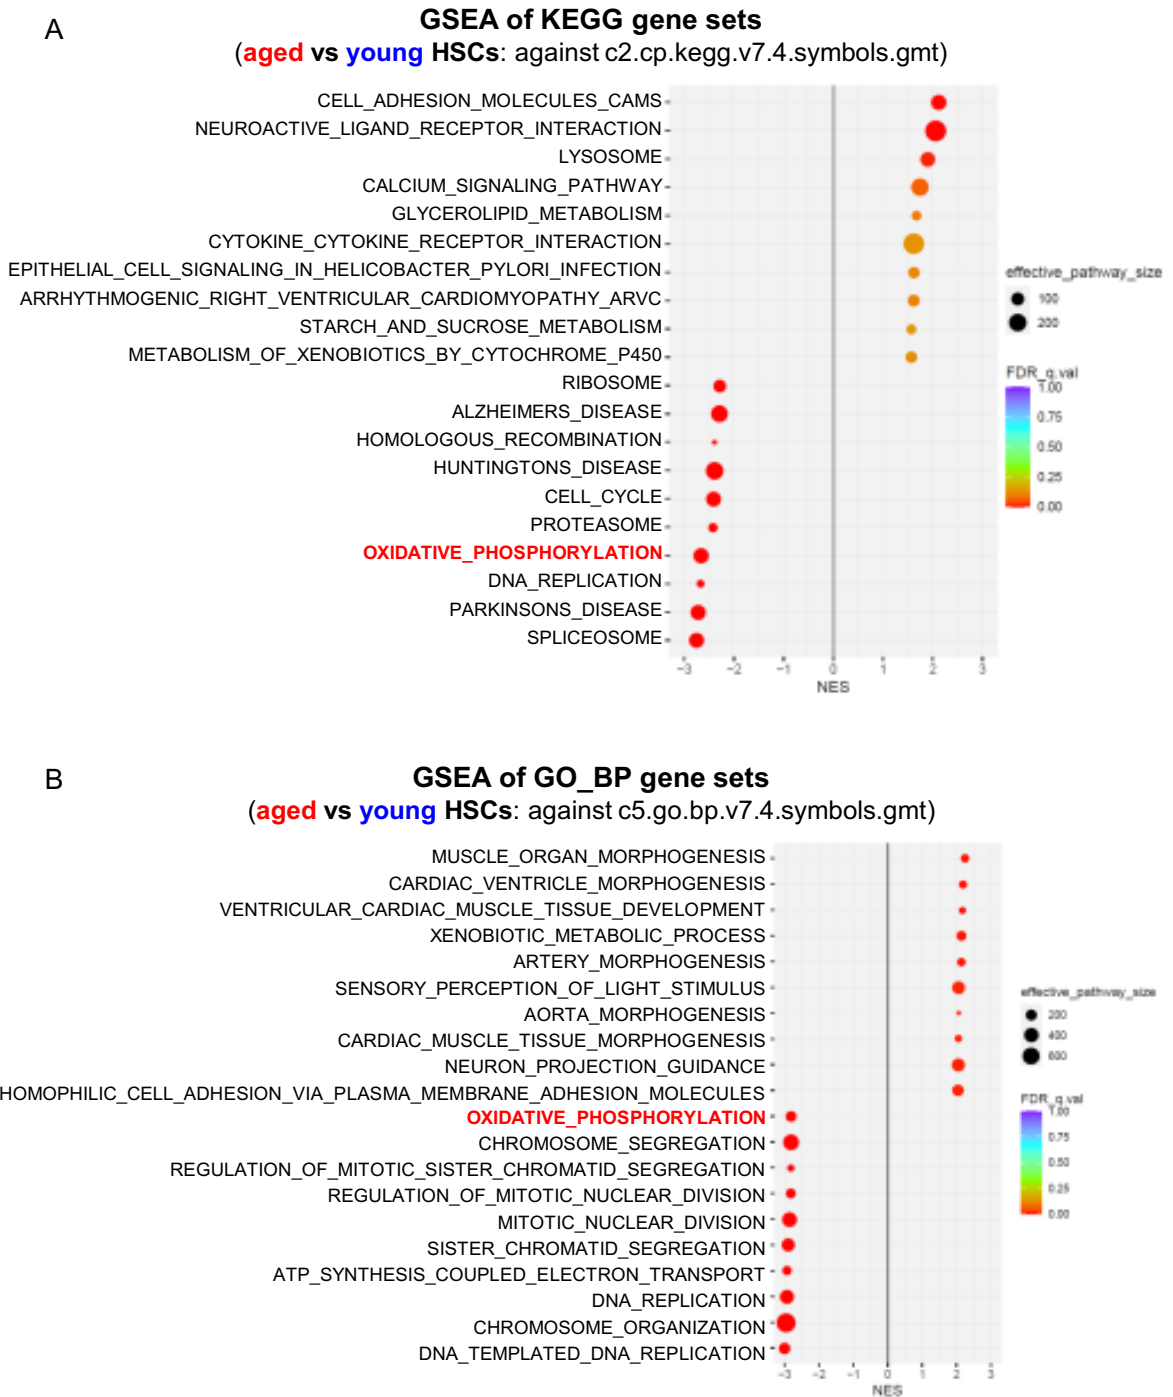 A
GSEA of KEGG gene sets
(aged vs young HSCs: against c2.cp.kegg.v7.4.symbols.gmt)
CELL_ADHESION_MOLECULES_CAMS
NEUROACTIVE_LIGAND_RECEPTOR_INTERACTION
LYSOSOME
CALCIUM_SIGNALING_PATHWAY
GLYCEROLIPID_METABOLISM
CYTOKINE_CYTOKINE_RECEPTOR_INTERACTION
EPITHELIAL_CELL_SIGNALING_IN_HELICOBACTER_PYLORI_INFECTION
ARRHYTHMOGENIC_RIGHT_VENTRICULAR_CARDIOMYOPATHY_ARVC
STARCH_AND_SUCROSE_METABOLISM
METABOLISM_OF_XENOBIOTICS_BY_CYTOCHROME_P450
RIBOSOME
ALZHEIMERS_DISEASE
HOMOLOGOUS_RECOMBINATION
HUNTINGTONS_DISEASE
CELL_CYCLE
PROTEASOME
OXIDATIVE_PHOSPHORYLATION
DNA_REPLICATION
PARKINSONS_DISEASE
SPLICEOSOME
-3 -2 -1 0 1 2 3
NES
effective_pathway_size
100
200
FDR_q.val
1.00
0.75
0.50
0.25
0.00
B
GSEA of GO_BP gene sets
(aged vs young HSCs: against c5.go.bp.v7.4.symbols.gmt)
MUSCLE_ORGAN_MORPHOGENESIS
CARDIAC_VENTRICLE_MORPHOGENESIS
VENTRICULAR_CARDIAC_MUSCLE_TISSUE_DEVELOPMENT
XENOBIOTIC_METABOLIC_PROCESS
ARTERY_MORPHOGENESIS
SENSORY_PERCEPTION_OF_LIGHT_STIMULUS
AORTA_MORPHOGENESIS
CARDIAC_MUSCLE_TISSUE_MORPHOGENESIS
NEURON_PROJECTION_GUIDANCE
HOMOPHILIC_CELL_ADHESION_VIA_PLASMA_MEMBRANE_ADHESION_MOLECULES
OXIDATIVE_PHOSPHORYLATION
CHROMOSOME_SEGREGATION
REGULATION_OF_MITOTIC_SISTER_CHROMATID_SEGREGATION
REGULATION_OF_MITOTIC_NUCLEAR_DIVISION
MITOTIC_NUCLEAR_DIVISION
SISTER_CHROMATID_SEGREGATION
ATP_SYNTHESIS_COUPLED_ELECTRON_TRANSPORT
DNA_REPLICATION
CHROMOSOME_ORGANIZATION
DNA_TEMPLATED_DNA_REPLICATION
-3 -2 -1 0 1 2 3
NES
effective_pathway_size
200
400
600
FDR_q.val
1.00
0.75
0.50
0.25
0.00